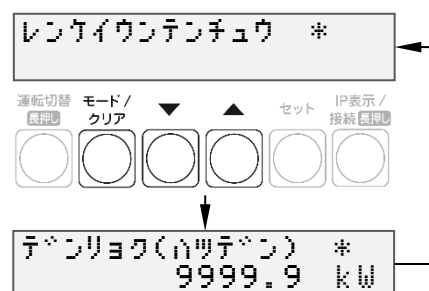 レンケイウンテンチュウ *
運転切替 モード/ ▼ ▲ セット IP表示/
長押し クリア 接続 長押し
デンリョク(ハツデン) *
9999.9 kW